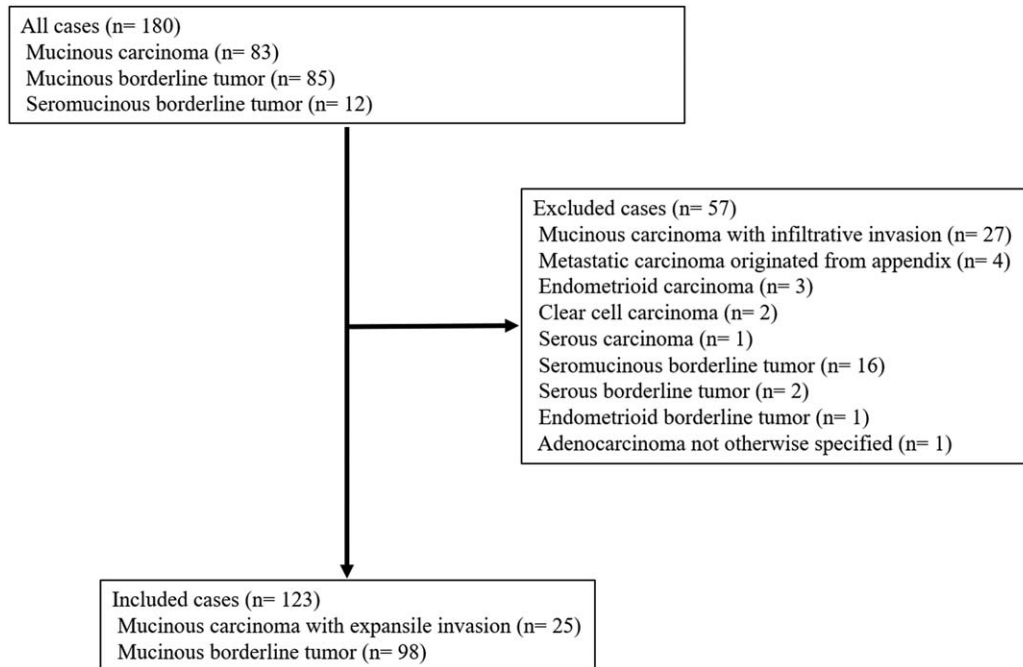 All cases (n= 180)
Mucinous carcinoma (n= 83)
Mucinous borderline tumor (n= 85)
Seromucinous borderline tumor (n= 12)
Excluded cases (n= 57)
Mucinous carcinoma with infiltrative invasion (n= 27)
Metastatic carcinoma originated from appendix (n= 4)
Endometrioid carcinoma (n= 3)
Clear cell carcinoma (n= 2)
Serous carcinoma (n= 1)
Seromucinous borderline tumor (n= 16)
Serous borderline tumor (n= 2)
Endometrioid borderline tumor (n= 1)
Adenocarcinoma not otherwise specified (n= 1)
Included cases (n= 123)
Mucinous carcinoma with expansile invasion (n= 25)
Mucinous borderline tumor (n= 98)